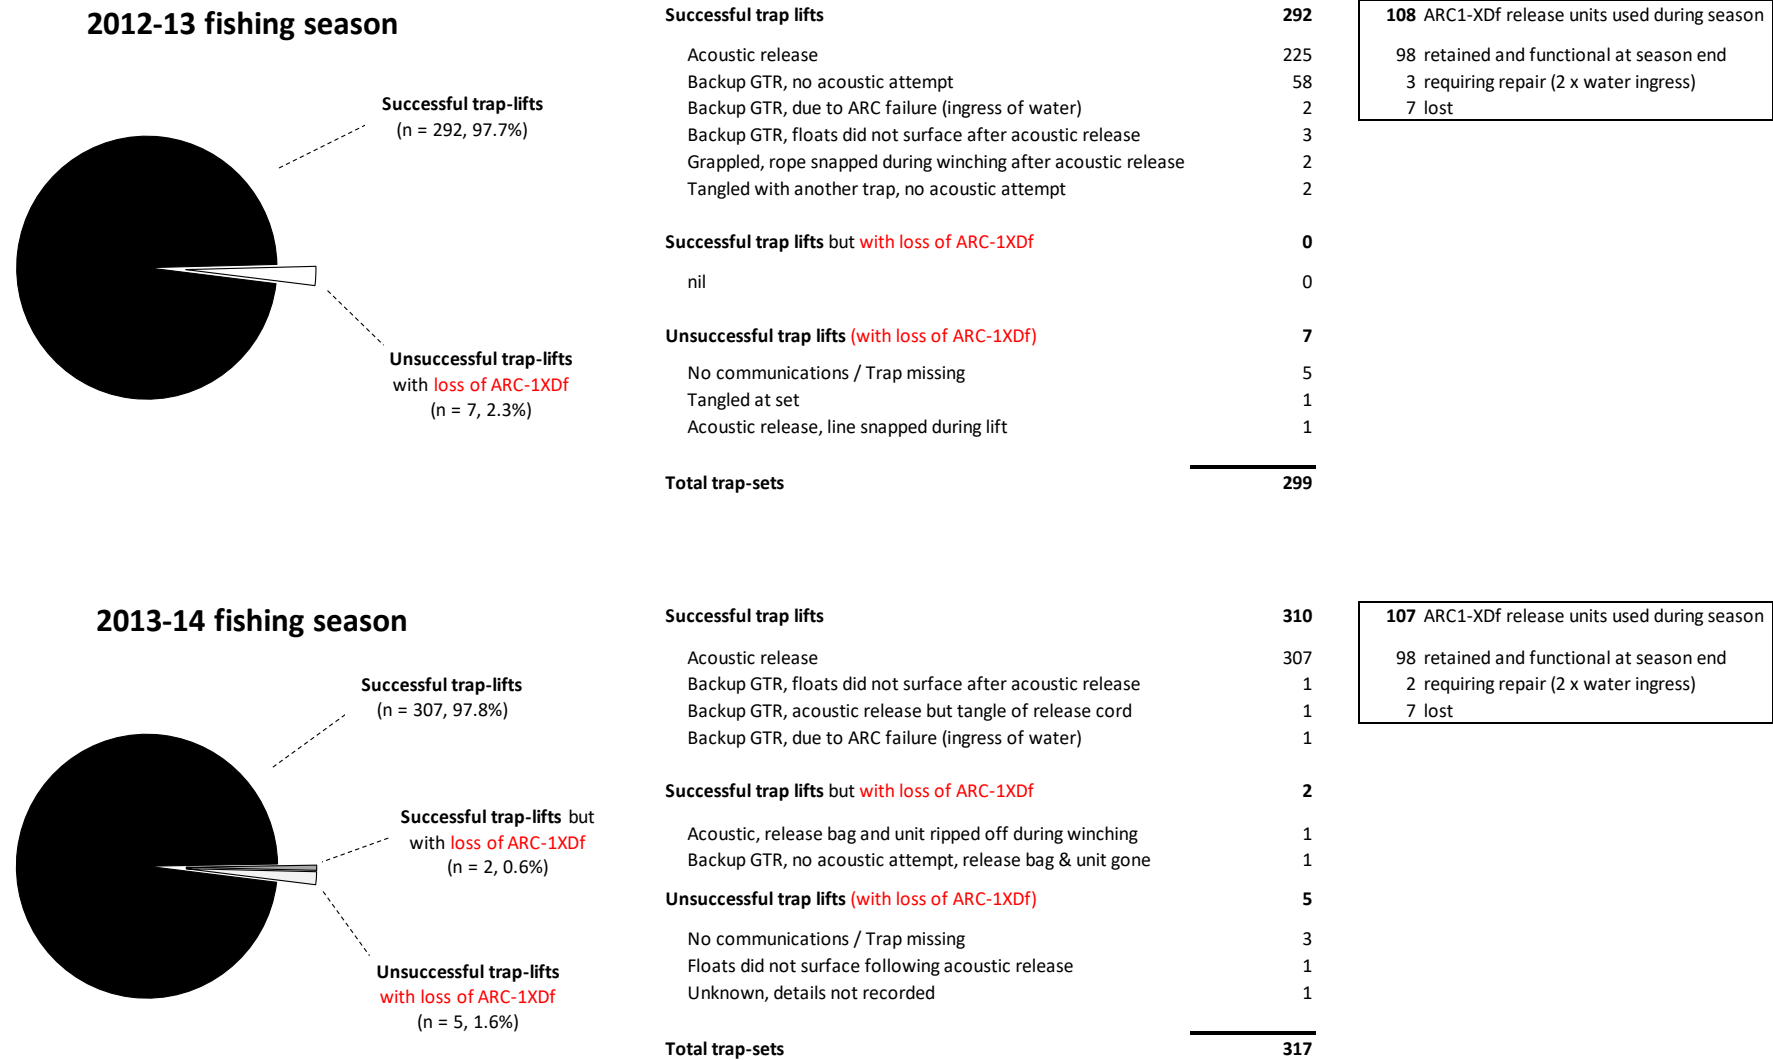 2012-13 fishing season
Successful trap-lifts
(n = 292, 97.7%)
Unsuccessful trap-lifts
with loss of ARC-1XDf
(n = 7, 2.3%)
Successful trap lifts 292
Acoustic release 225
Backup GTR, no acoustic attempt 58
Backup GTR, due to ARC failure (ingress of water) 2
Backup GTR, floats did not surface after acoustic release 3
Grappled, rope snapped during winching after acoustic release 2
Tangled with another trap, no acoustic attempt 2
Successful trap lifts but with loss of ARC-1XDf 0
nil 0
Unsuccessful trap lifts (with loss of ARC-1XDf) 7
No communications / Trap missing 5
Tangled at set 1
Acoustic release, line snapped during lift 1
Total trap-sets 299
108 ARC1-XDf release units used during season
98 retained and functional at season end
3 requiring repair (2 x water ingress)
7 lost
2013-14 fishing season
Successful trap-lifts
(n = 307, 97.8%)
Successful trap-lifts but
with loss of ARC-1XDf
(n = 2, 0.6%)
Unsuccessful trap-lifts
with loss of ARC-1XDf
(n = 5, 1.6%)
Successful trap lifts 310
Acoustic release 307
Backup GTR, floats did not surface after acoustic release 1
Backup GTR, acoustic release but tangle of release cord 1
Backup GTR, due to ARC failure (ingress of water) 1
Successful trap lifts but with loss of ARC-1XDf 2
Acoustic, release bag and unit ripped off during winching 1
Backup GTR, no acoustic attempt, release bag & unit gone 1
Unsuccessful trap lifts (with loss of ARC-1XDf) 5
No communications / Trap missing 3
Floats did not surface following acoustic release 1
Unknown, details not recorded 1
Total trap-sets 317
107 ARC1-XDf release units used during season
98 retained and functional at season end
2 requiring repair (2 x water ingress)
7 lost